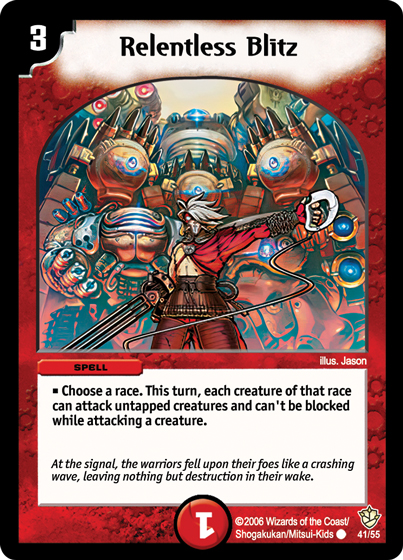 3
Relentless Blitz
illus. Jason
SPELL
▪ Choose a race. This turn, each creature of that race
can attack untapped creatures and can't be blocked
while attacking a creature.
At the signal, the warriors fell upon their foes like a crashing
wave, leaving nothing but destruction in their wake.
1
©2006 Wizards of the Coast/
Shogakukan/Mitsui-Kids ● 41/55